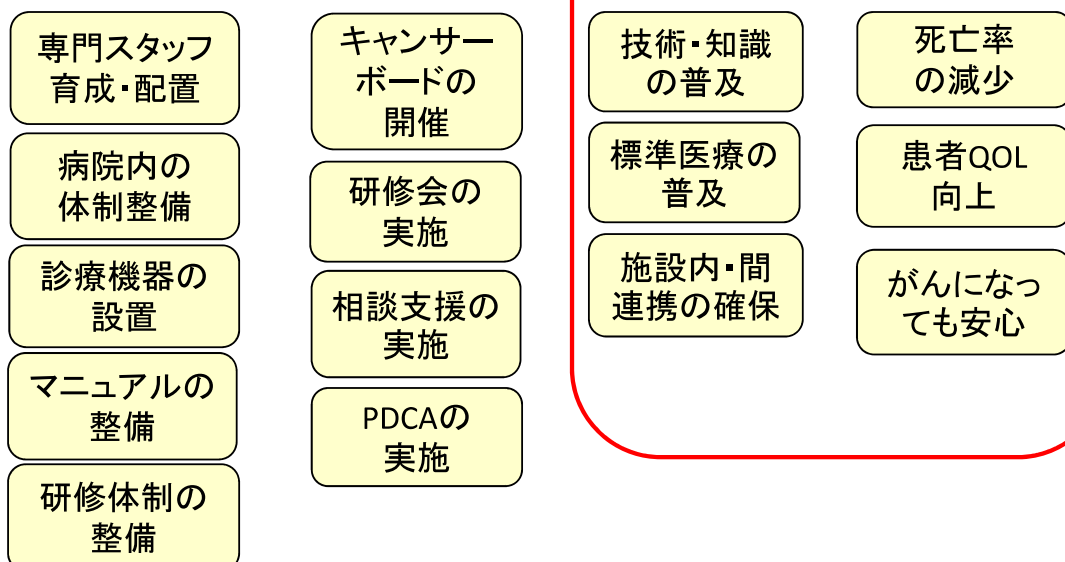 専門スタッフ
育成・配置
病院内の
体制整備
診療機器の
設置
マニュアルの
整備
研修体制の
整備
キャンサー
ボードの
開催
研修会の
実施
相談支援の
実施
PDCAの
実施
技術・知識
の普及
標準医療の
普及
施設内・間
連携の確保
死亡率
の減少
患者QOL
向上
がんになっ
ても安心